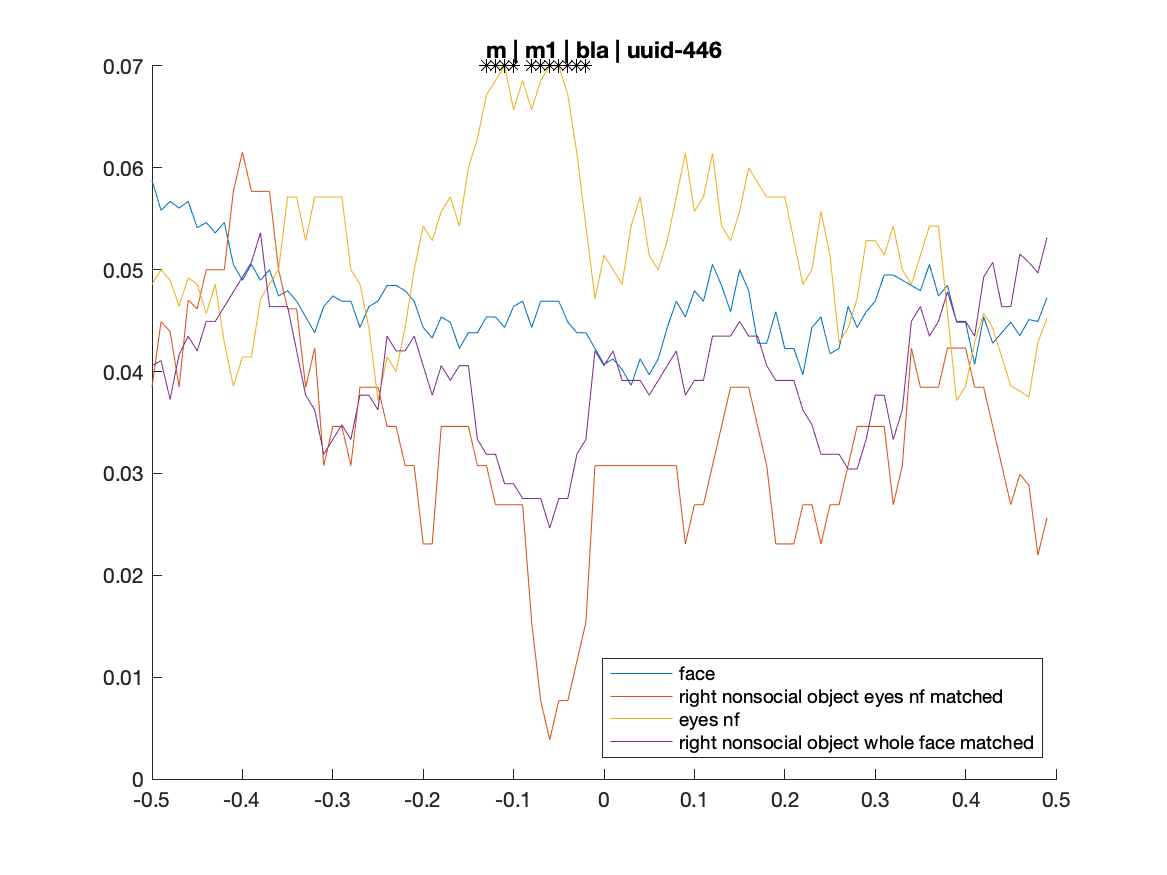 m | m1 | bla | uuid-446
0.07
0.06
0.05
0.04
0.03
0.02
0.01
0
face
right nonsocial object eyes nf matched
eyes nf
right nonsocial object whole face matched
-0.5 -0.4 -0.3 -0.2 -0.1 0 0.1 0.2 0.3 0.4 0.5